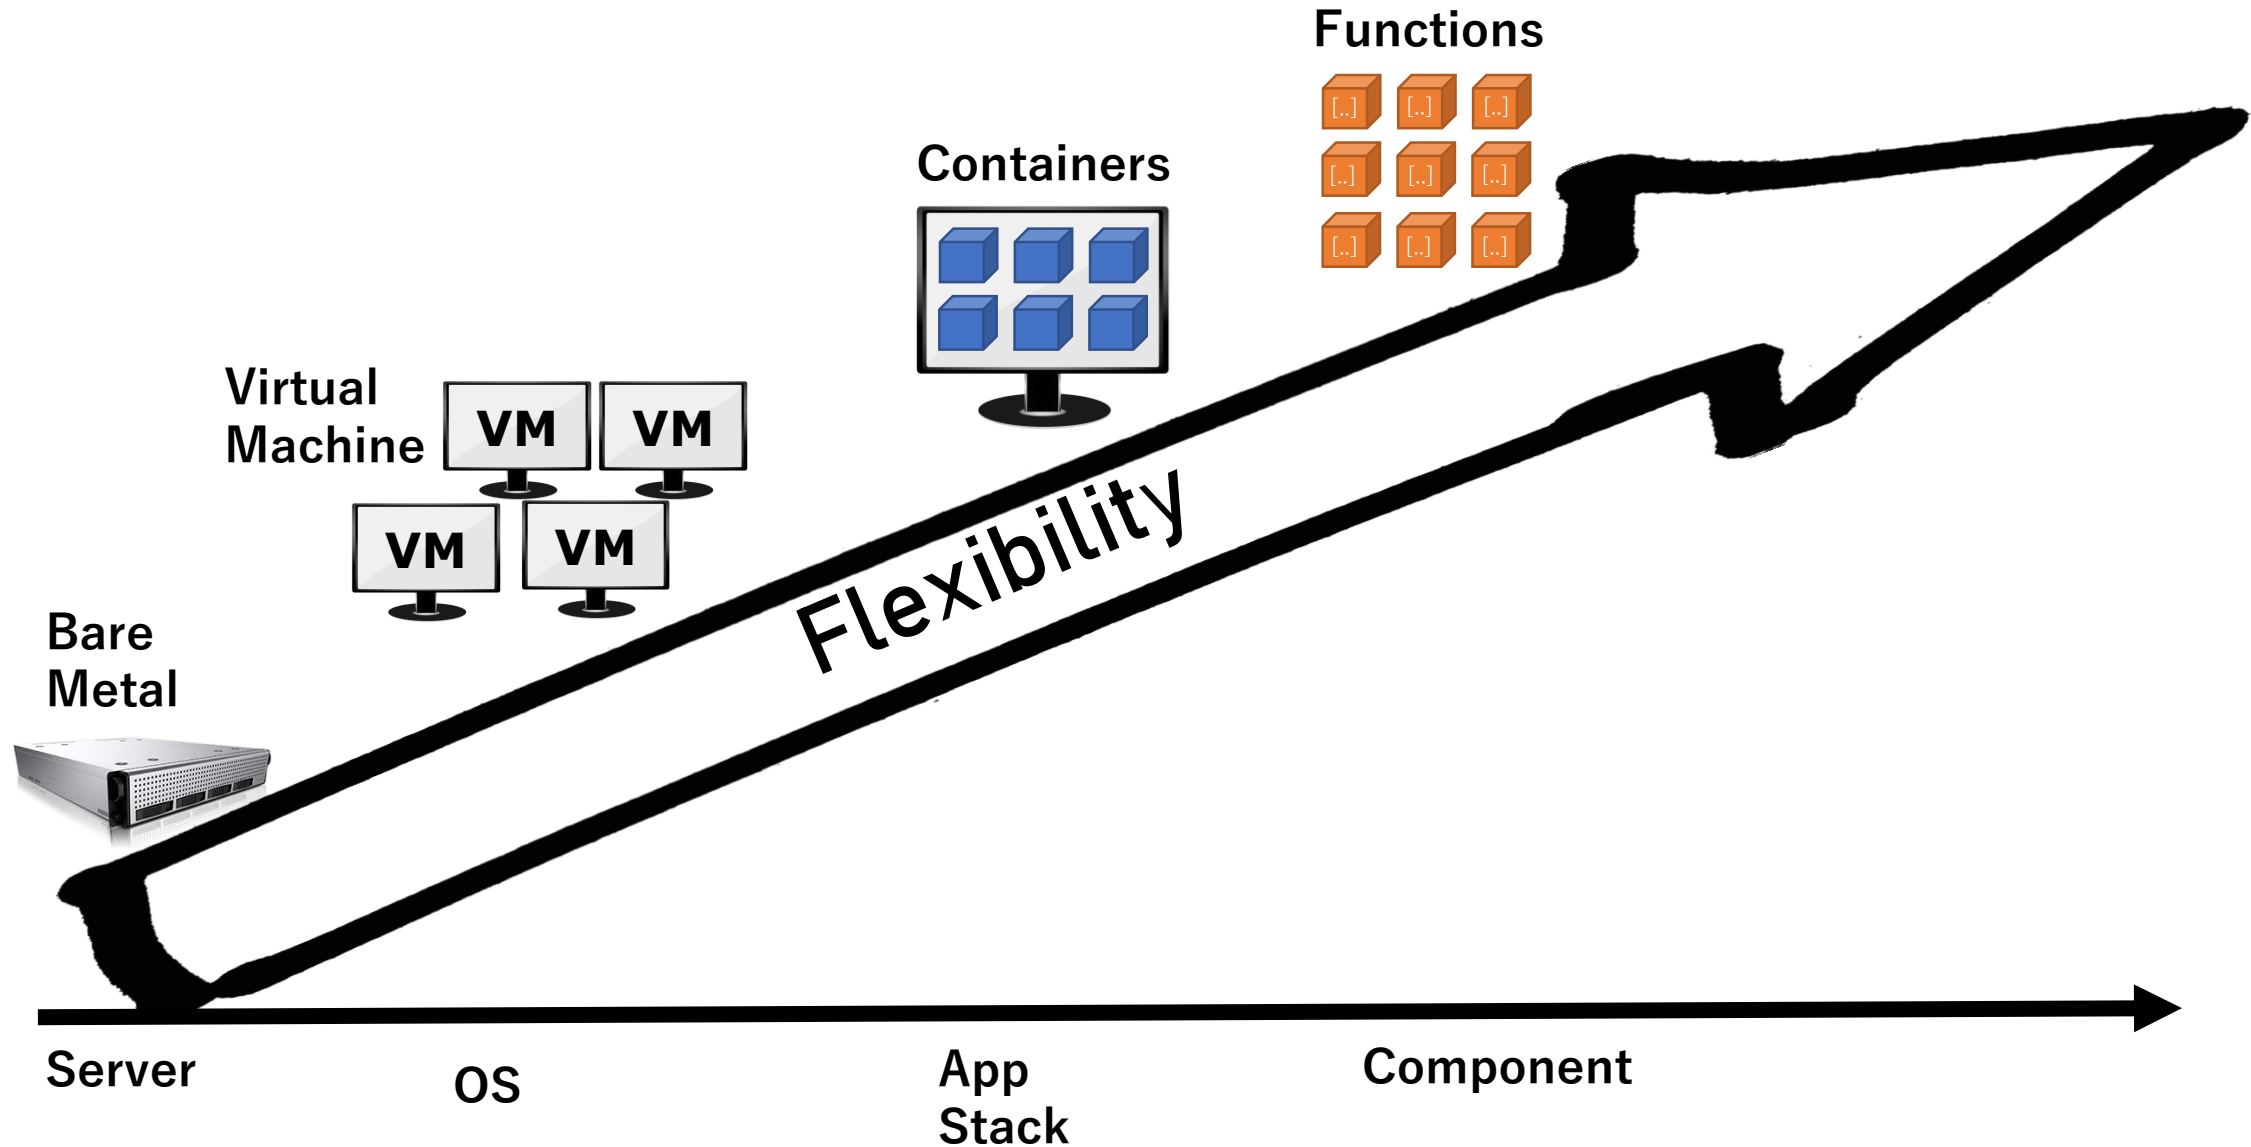 Functions
[..] [..] [..]
[..] [..] [..]
[..] [..] [..]
Containers
Virtual
Machine
VM VM
VM VM
Bare
Metal
Flexibility
Server
OS
App
Stack
Component